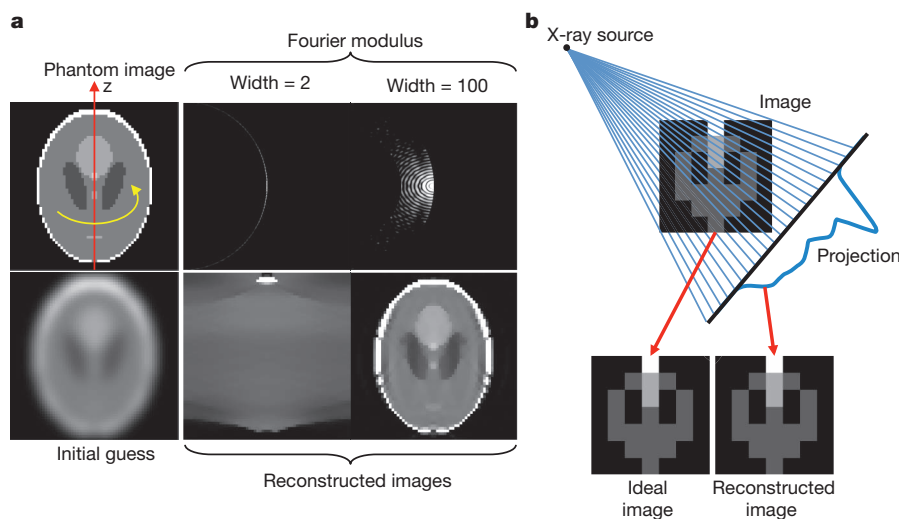 a
Fourier modulus
Phantom image
z
Width = 2
Width = 100
Initial guess
Reconstructed images
b
X-ray source
Image
Projection
Ideal
image
Reconstructed
image